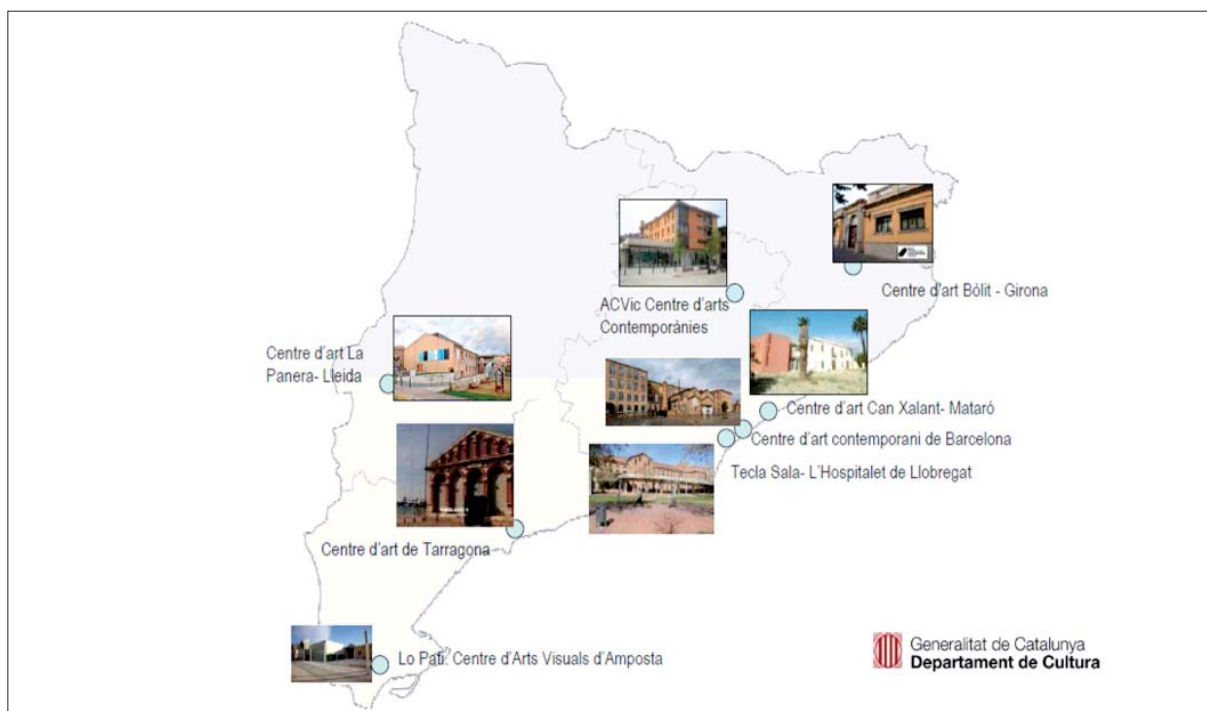 Centre d'art Bòlit - Girona
ACVic Centre d'arts
Contemporànies
Centre d'art La
Panera- Lleida
Centre d'art Can Xalant- Mataró
Centre d'art contemporani de Barcelona
Tecla Sala- L'Hospitalet de Llobregat
Centre d'art de Tarragona
Lo Pati. Centre d'Arts Visuals d'Amposta
Generalitat de Catalunya
Departament de Cultura